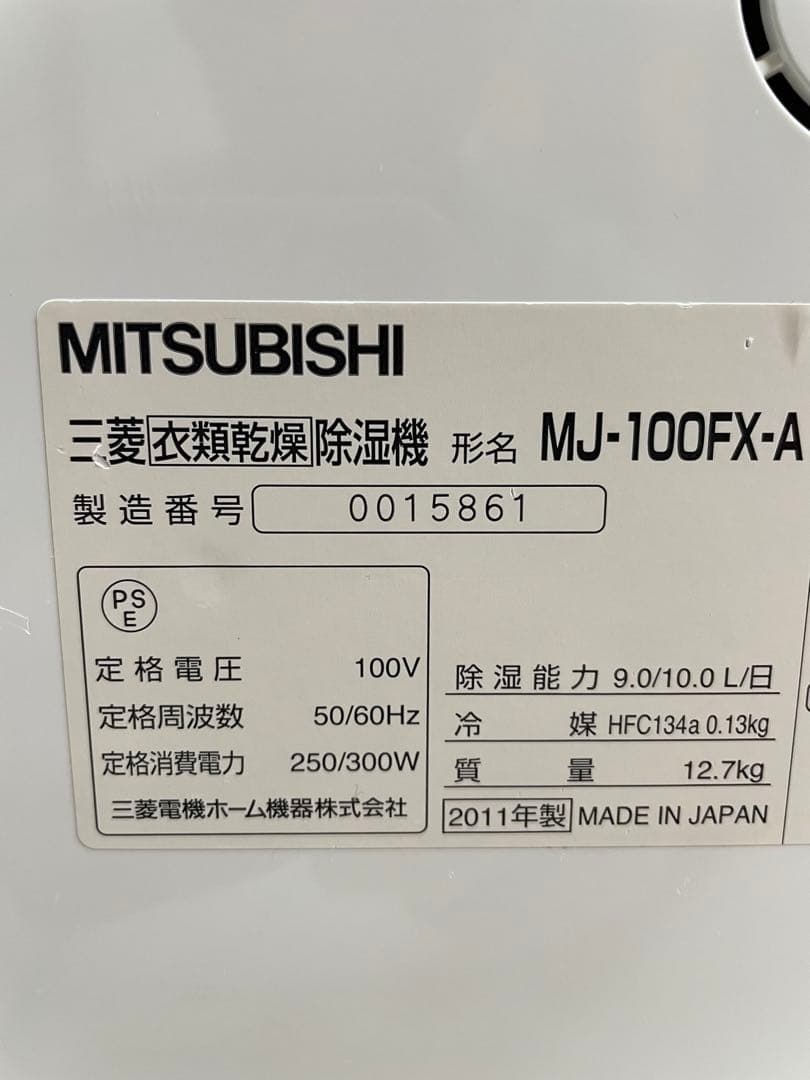 MITSUBISHI
三菱衣類乾燥除湿機 形名 MJ-100FX-A
製造番号 0015861
PS
E
定格電圧 100V
定格周波数 50/60Hz
定格消費電力 250/300W
三菱電機ホーム機器株式会社
除湿能力 9.0/10.0 L/日
冷媒 HFC134a 0.13kg
質量 12.7kg
2011年製 MADE IN JAPAN